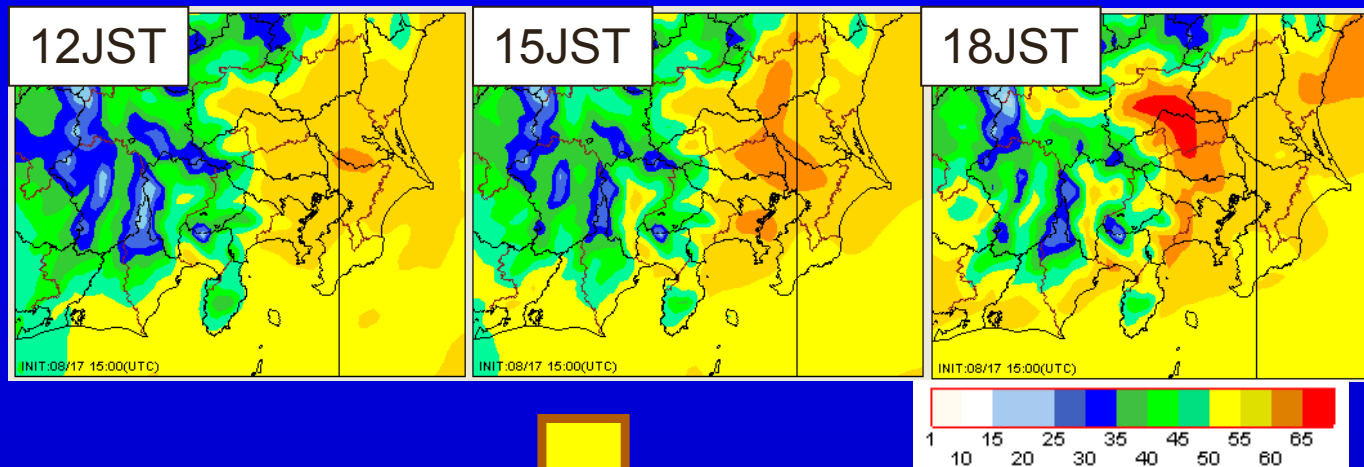 12JST
15JST
18JST
INIT:08/17 15:00(UTC)
INIT:08/17 15:00(UTC)
INIT:08/17 15:00(UTC)
1 15 25 35 45 55 65
10 20 30 40 50 60